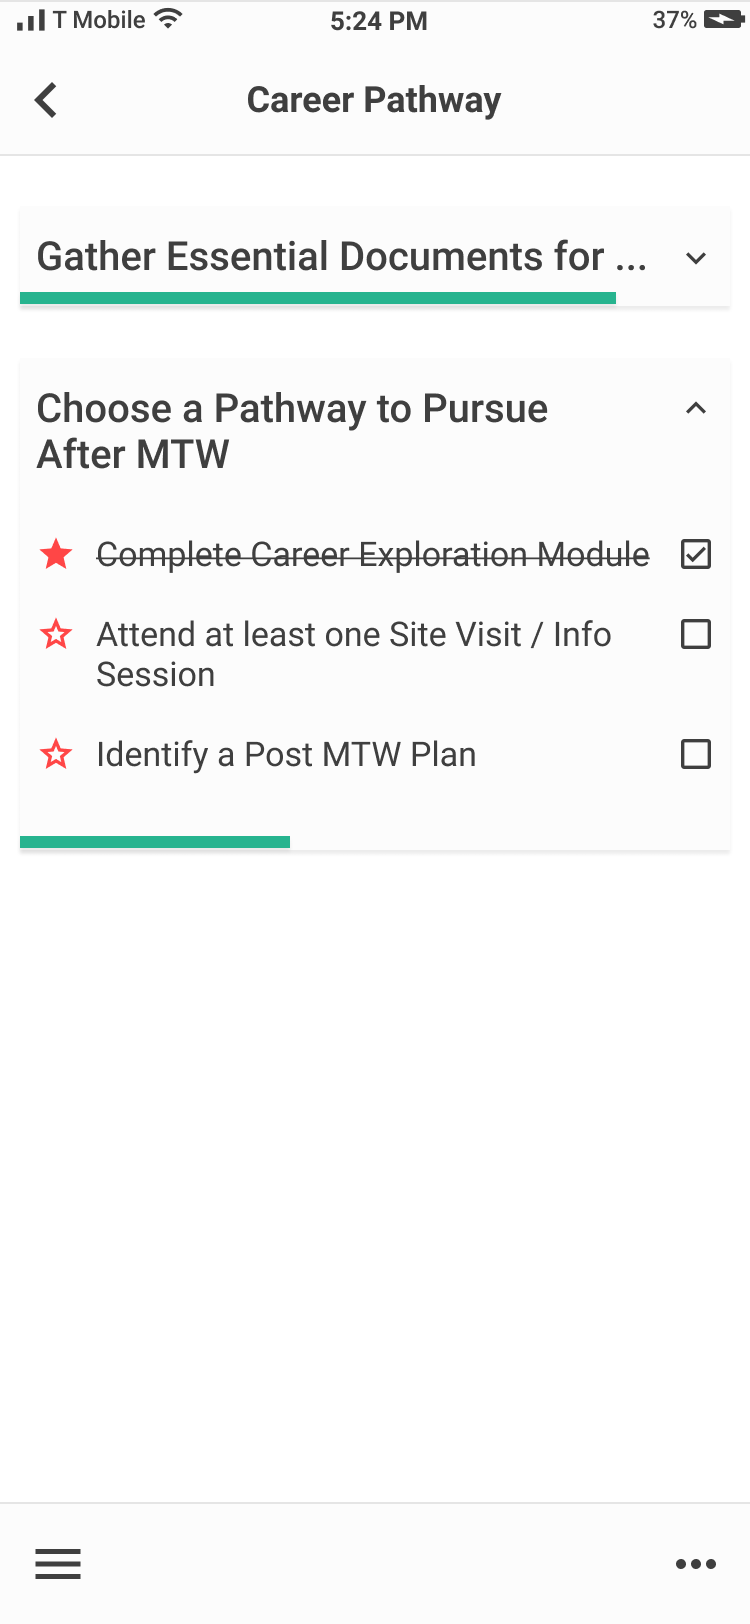 T Mobile 5:24 PM 37%
Career Pathway
Gather Essential Documents for ...
Choose a Pathway to Pursue
After MTW
Complete Career Exploration Module
Attend at least one Site Visit / Info
Session
Identify a Post MTW Plan